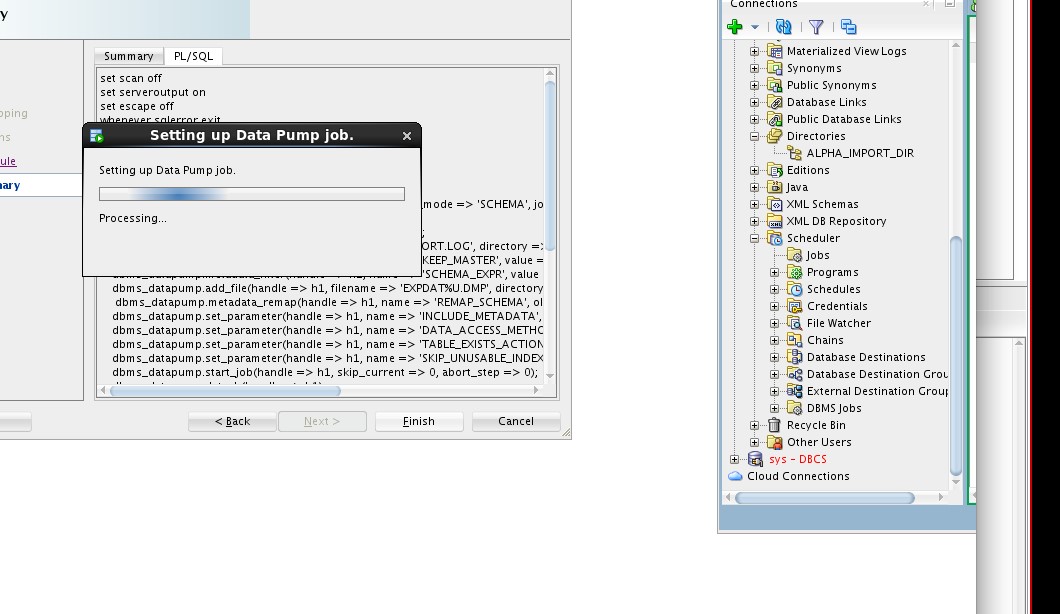 y
Summary
PL/SQL
set scan off
set serveroutput on
set escape off
whenever sqlerror exit
Setting up Data Pump job.
Setting up Data Pump job.
Processing...
pping
ns
ule
ary
mode => 'SCHEMA', jo
;
ORT.LOG', directory =>
KEEP_MASTER', value =
'SCHEMA_EXPR', value
dbms_datapump.add_file(handle => h1, filename => 'EXPDAT%U.DMP', directory
dbms_datapump.metadata_remap(handle => h1, name => 'REMAP_SCHEMA', ol
dbms_datapump.set_parameter(handle => h1, name => 'INCLUDE_METADATA',
dbms_datapump.set_parameter(handle => h1, name => 'DATA_ACCESS_METHO
dbms_datapump.set_parameter(handle => h1, name => 'TABLE_EXISTS_ACTION
dbms_datapump.set_parameter(handle => h1, name => 'SKIP_UNUSABLE_INDEX
dbms_datapump.start_job(handle => h1, skip_current => 0, abort_step => 0);
< Back
Next >
Finish
Cancel
Connections
Materialized View Logs
Synonyms
Public Synonyms
Database Links
Public Database Links
Directories
ALPHA_IMPORT_DIR
Editions
Java
XML Schemas
XML DB Repository
Scheduler
Jobs
Programs
Schedules
Credentials
File Watcher
Chains
Database Destinations
Database Destination Grou
External Destination Group
DBMS Jobs
Recycle Bin
Other Users
sys - DBCS
Cloud Connections